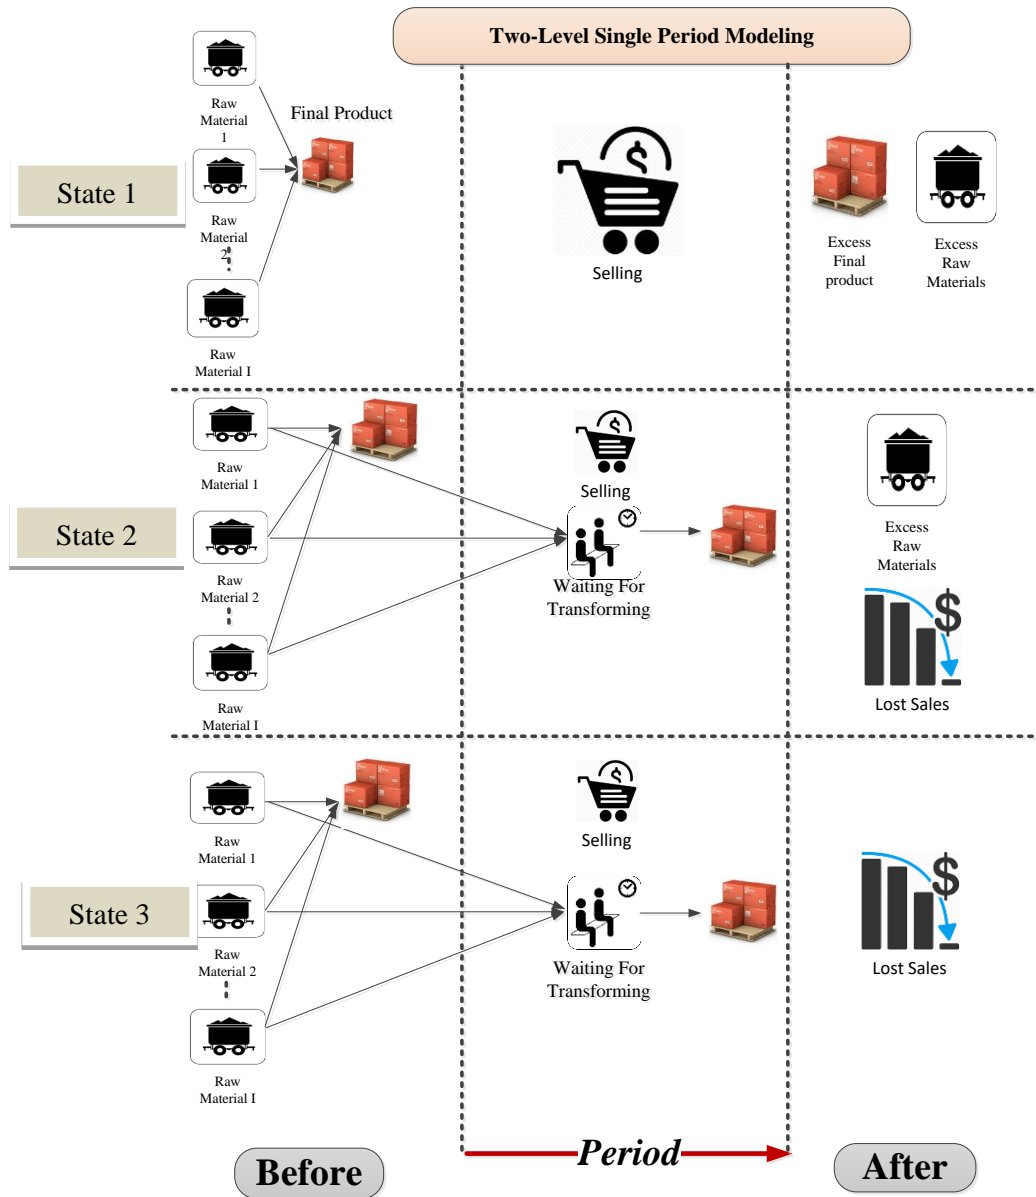 Two-Level Single Period Modeling
Raw
Material
1
Final Product
Raw
Material
2
Raw
Material I
State 1
Selling
Excess
Final
product
Excess
Raw
Materials
Raw
Material 1
Raw
Material 2
Raw
Material I
State 2
Selling
Waiting For
Transforming
Excess
Raw
Materials
$
Lost Sales
Raw
Material 1
Raw
Material 2
Raw
Material I
State 3
Selling
Waiting For
Transforming
$
Lost Sales
Before
Period
After